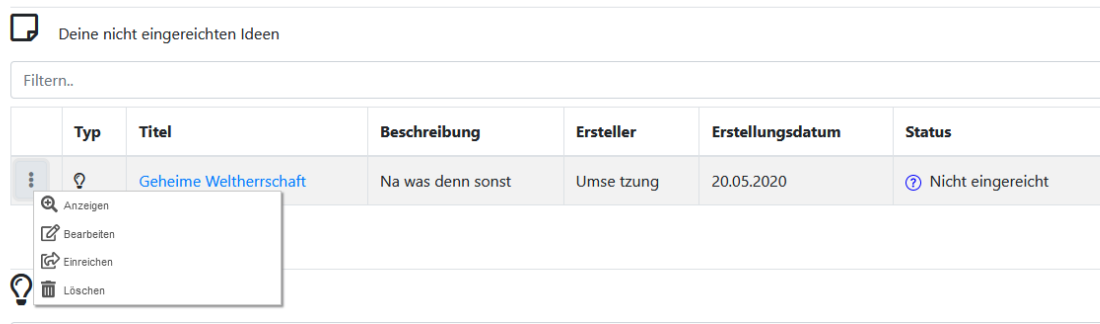 Deine nicht eingereichten Ideen
Filtern..
Typ Titel Beschreibung Ersteller Erstellungsdatum Status
Geheime Weltherrschaft Na was denn sonst Umse tzung 20.05.2020 Nicht eingereicht
Anzeigen
Bearbeiten
Einreichen
Löschen